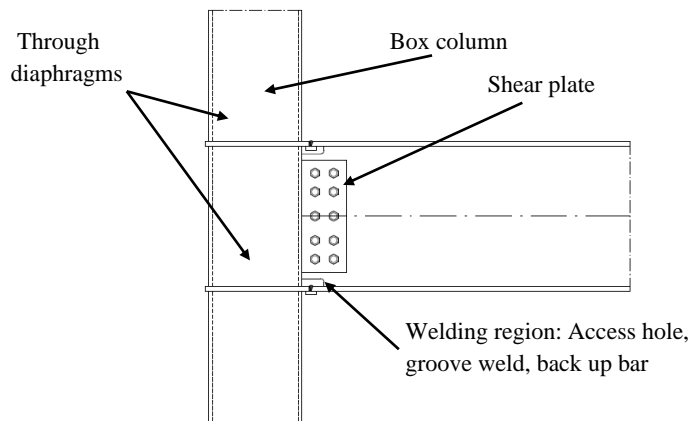 Through
diaphragms
Box column
Shear plate
Welding region: Access hole,
groove weld, back up bar